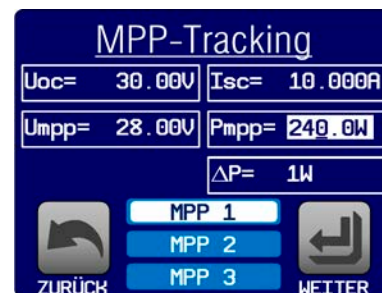 MPP-Tracking
Uoc= 30.00V Isc= 10.000A
Umpp= 28.00V Pmpp= 240.0W
△P= 1W
MPP 1
MPP 2
MPP 3
ZURÜCK WEITER